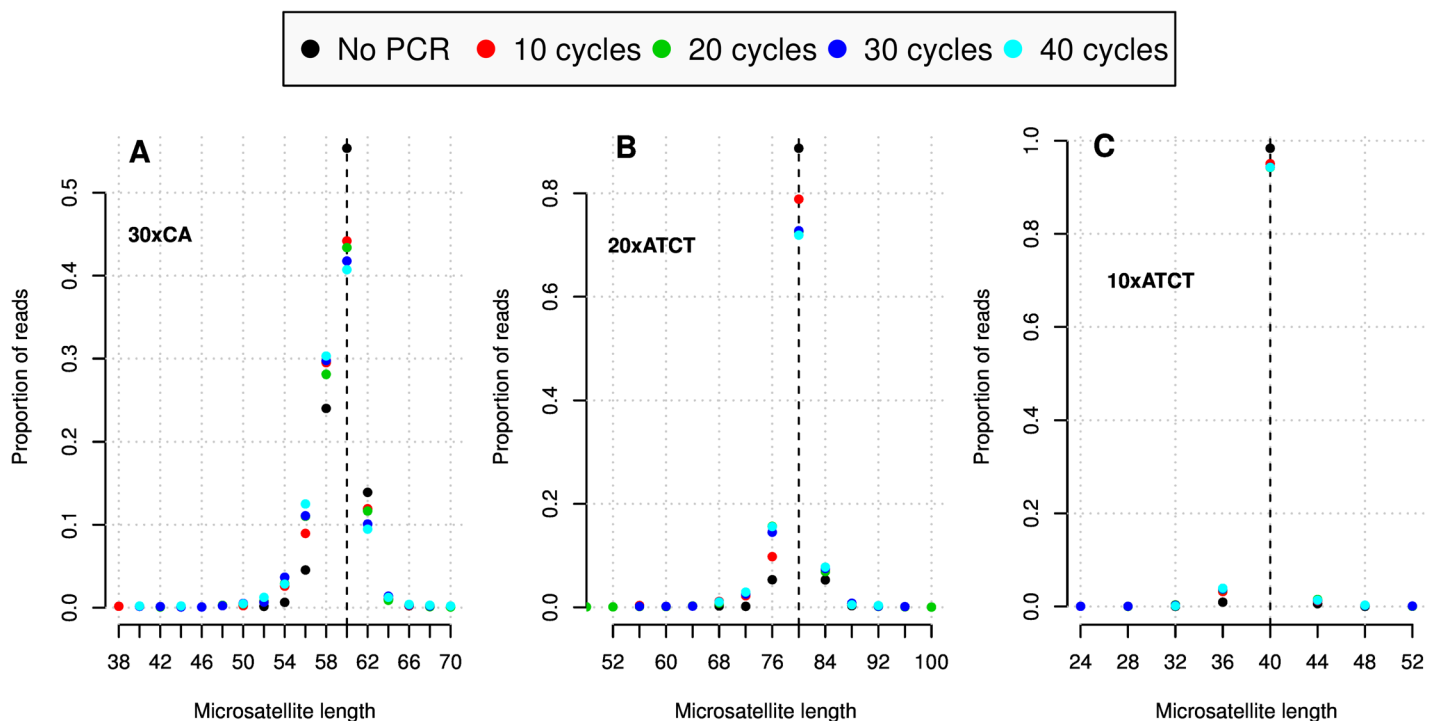 No PCR 10 cycles 20 cycles 30 cycles 40 cycles
A
30xCA
Proportion of reads
0.0 0.1 0.2 0.3 0.4 0.5
38 42 46 50 54 58 62 66 70
Microsatellite length
B
20xATCT
Proportion of reads
0.0 0.2 0.4 0.6 0.8
52 60 68 76 84 92 100
Microsatellite length
C
10xATCT
Proportion of reads
0.0 0.2 0.4 0.6 0.8 1.0
24 28 32 36 40 44 48 52
Microsatellite length